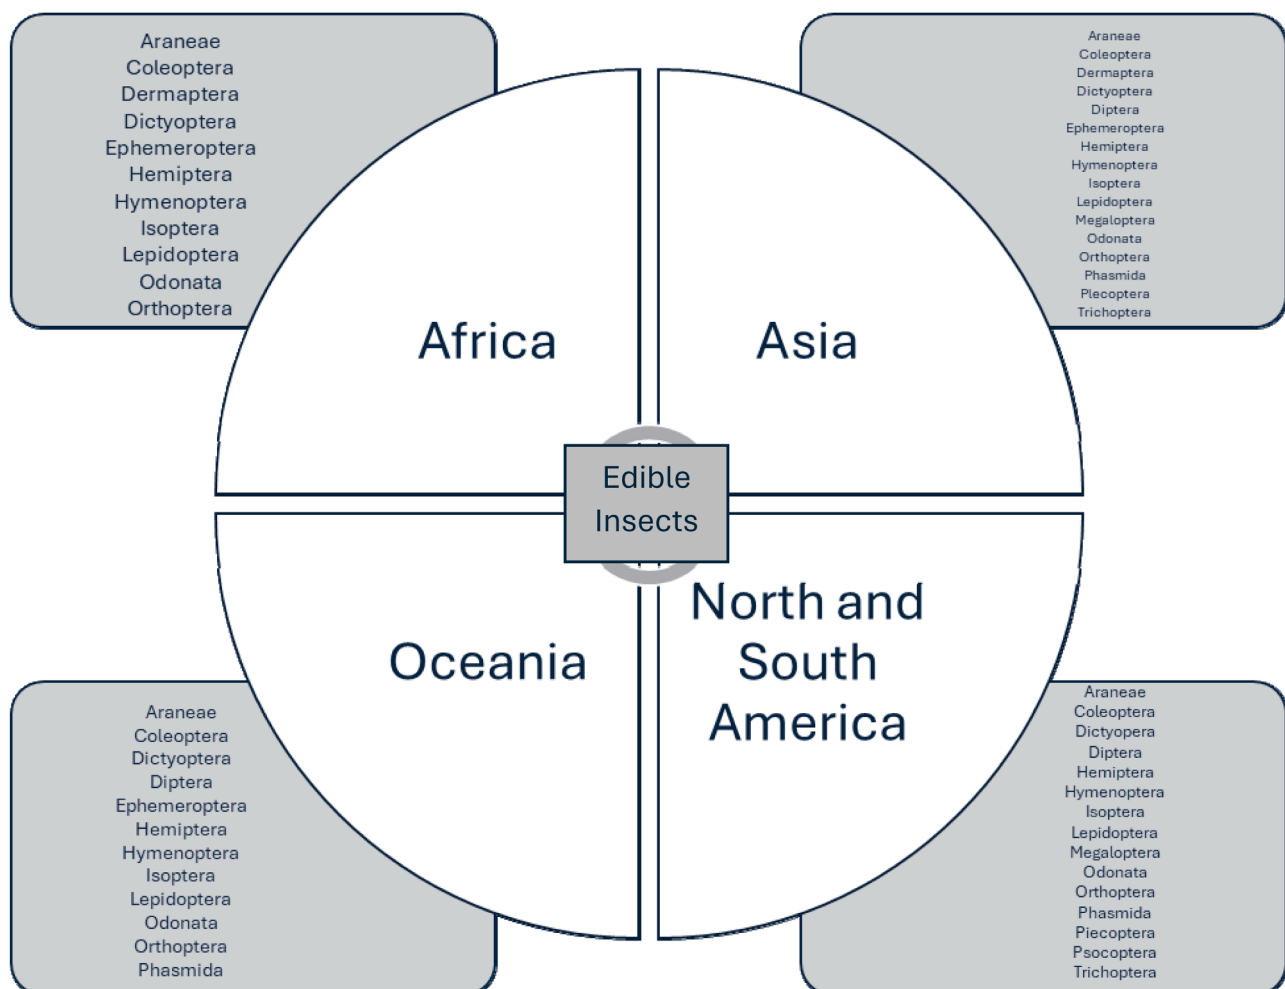 Araneae
Coleoptera
Dermaptera
Dictyoptera
Ephemeroptera
Hemiptera
Hymenoptera
Isoptera
Lepidoptera
Odonata
Orthoptera
Araneae
Coleoptera
Dermaptera
Dictyoptera
Diptera
Ephemeroptera
Hemiptera
Hymenoptera
Isoptera
Lepidoptera
Megaloptera
Odonata
Orthoptera
Phasmida
Plecoptera
Trichoptera
Africa
Asia
Edible
Insects
Oceania
North and
South
America
Araneae
Coleoptera
Dictyoptera
Diptera
Ephemeroptera
Hemiptera
Hymenoptera
Isoptera
Lepidoptera
Odonata
Orthoptera
Phasmida
Araneae
Coleoptera
Dictyopera
Diptera
Hemiptera
Hymenoptera
Isoptera
Lepidoptera
Megaloptera
Odonata
Orthoptera
Phasmida
Piecoptera
Psocoptera
Trichoptera